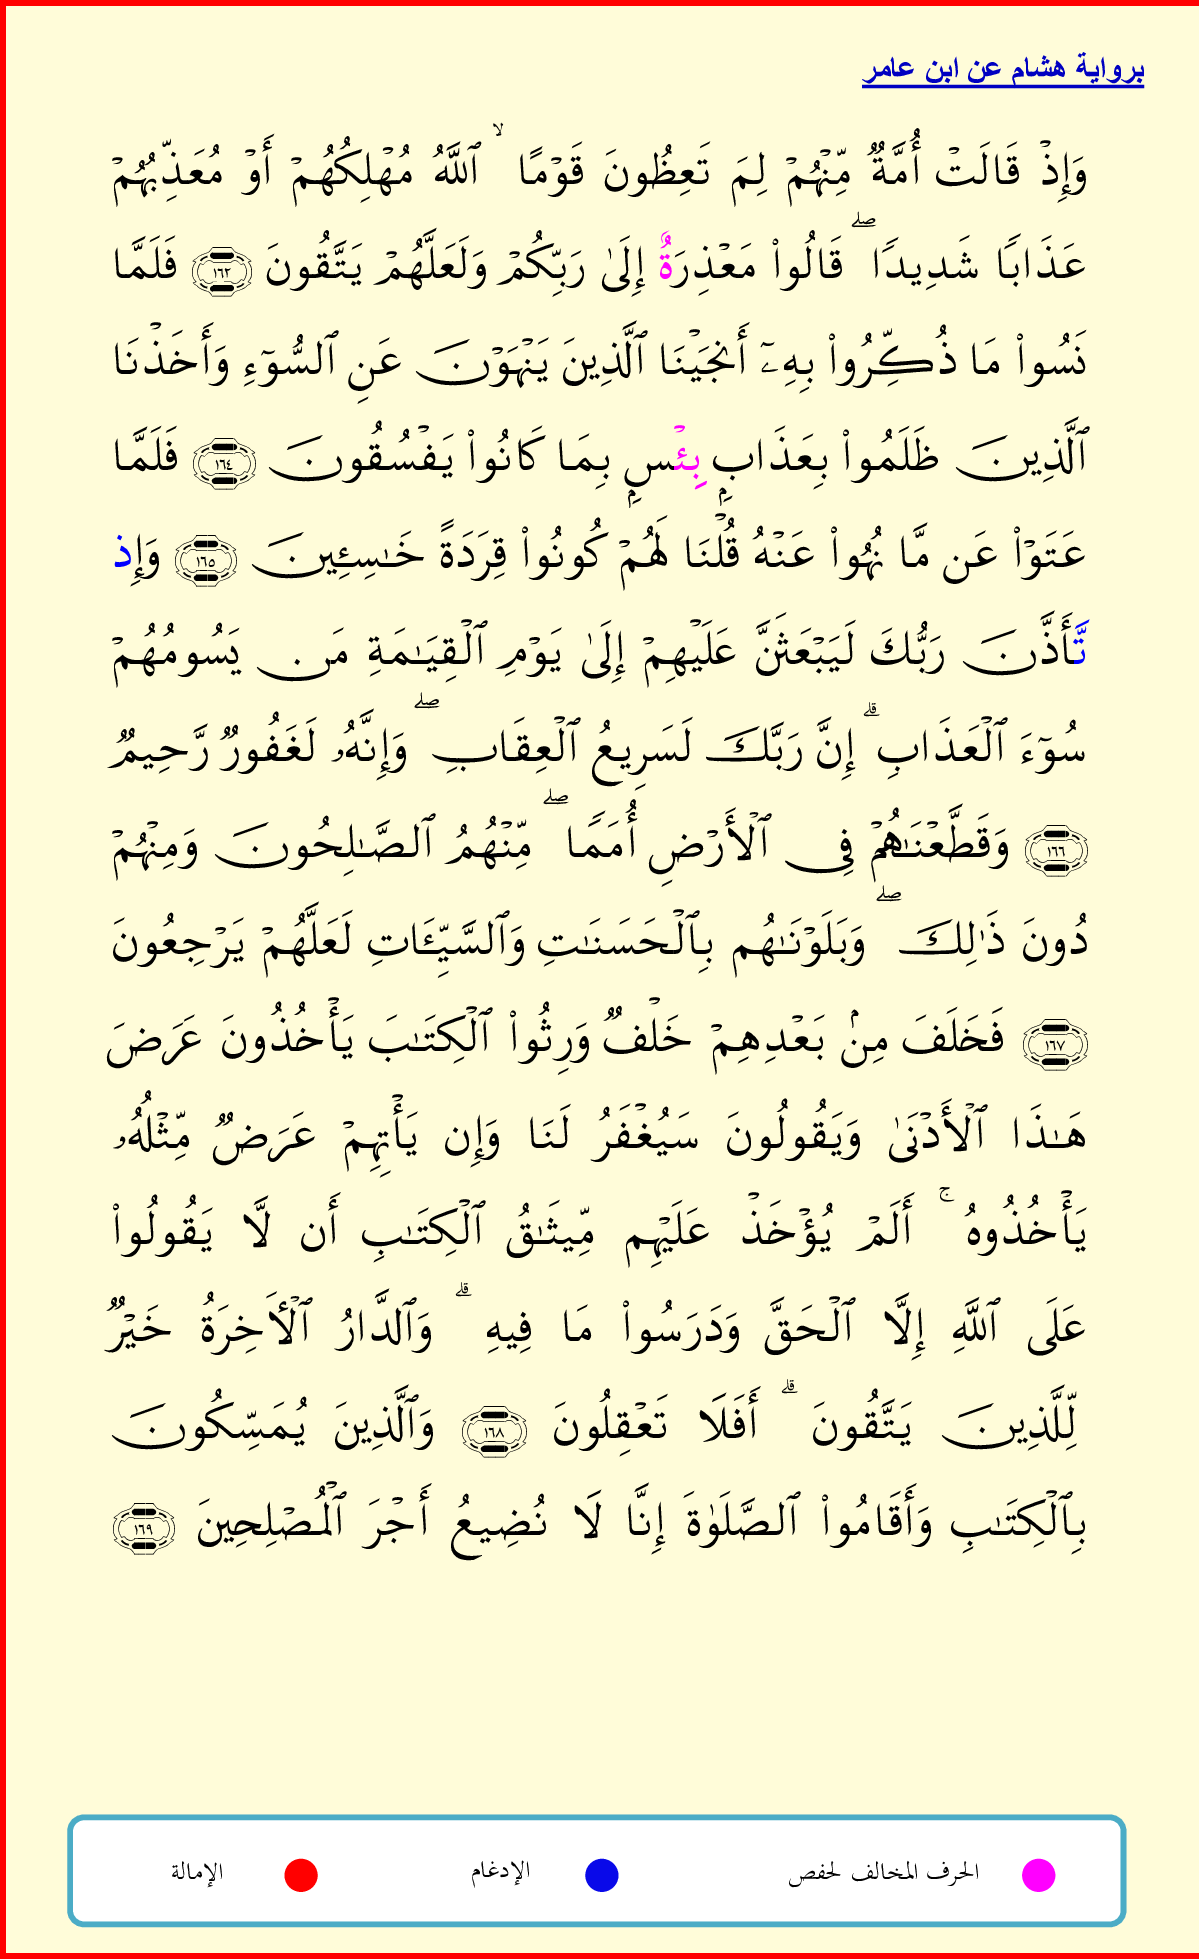 برواية هشام عن ابن عامر
وَإِذۡ قَالَتۡ أُمَّةٞ مِّنۡهُمۡ لِمَ تَعِظُونَ قَوۡمًا ۙ ٱللَّهُ مُهۡلِكُهُمۡ أَوۡ مُعَذِّبُهُمۡ
عَذَابٗا شَدِيدٗا ۖ قَالُواْ مَعۡذِرَةٌ إِلَىٰ رَبِّكُمۡ وَلَعَلَّهُمۡ يَتَّقُونَ ١٦٣ فَلَمَّا
نَسُواْ مَا ذُكِّرُواْ بِهِۦٓ أَنجَيۡنَا ٱلَّذِينَ يَنۡهَوۡنَ عَنِ ٱلسُّوٓءِ وَأَخَذۡنَا
ٱلَّذِينَ ظَلَمُواْ بِعَذَابِۭ بِئۡسِۭ بِمَا كَانُواْ يَفۡسُقُونَ ١٦٤ فَلَمَّا
عَتَوۡاْ عَن مَّا نُهُواْ عَنۡهُ قُلۡنَا لَهُمۡ كُونُواْ قِرَدَةً خَٰسِـِٔينَ ١٦٥ وَإِذ
تَّأَذَّنَ رَبُّكَ لَيَبۡعَثَنَّ عَلَيۡهِمۡ إِلَىٰ يَوۡمِ ٱلۡقِيَٰمَةِ مَن يَسُومُهُمۡ
سُوٓءَ ٱلۡعَذَابِ ۗ إِنَّ رَبَّكَ لَسَرِيعُ ٱلۡعِقَابِ ۖ وَإِنَّهُۥ لَغَفُورٞ رَّحِيمٞ
١٦٦ وَقَطَّعۡنَٰهُمۡ فِي ٱلۡأَرۡضِ أُمَمٗا ۖ مِّنۡهُمُ ٱلصَّٰلِحُونَ وَمِنۡهُمۡ
دُونَ ذَٰلِكَ ۖ وَبَلَوۡنَٰهُم بِٱلۡحَسَنَٰتِ وَٱلسَّيِّـَٔاتِ لَعَلَّهُمۡ يَرۡجِعُونَ
١٦٧ فَخَلَفَ مِنۢ بَعۡدِهِمۡ خَلۡفٞ وَرِثُواْ ٱلۡكِتَٰبَ يَأۡخُذُونَ عَرَضَ
هَٰذَا ٱلۡأَدۡنَىٰ وَيَقُولُونَ سَيُغۡفَرُ لَنَا وَإِن يَأۡتِهِمۡ عَرَضٞ مِّثۡلُهُۥ
يَأۡخُذُوهُ ۚ أَلَمۡ يُؤۡخَذۡ عَلَيۡهِم مِّيثَٰقُ ٱلۡكِتَٰبِ أَن لَّا يَقُولُواْ
عَلَى ٱللَّهِ إِلَّا ٱلۡحَقَّ وَدَرَسُواْ مَا فِيهِ ۗ وَٱلدَّارُ ٱلۡأٓخِرَةُ خَيۡرٞ
لِّلَّذِينَ يَتَّقُونَ ۗ أَفَلَا تَعۡقِلُونَ ١٦٨ وَٱلَّذِينَ يُمَسِّكُونَ
بِٱلۡكِتَٰبِ وَأَقَامُواْ ٱلصَّلَوٰةَ إِنَّا لَا نُضِيعُ أَجۡرَ ٱلۡمُصۡلِحِينَ ١٦٩
الحرف المخالف لحفص الإدغام الإمالة